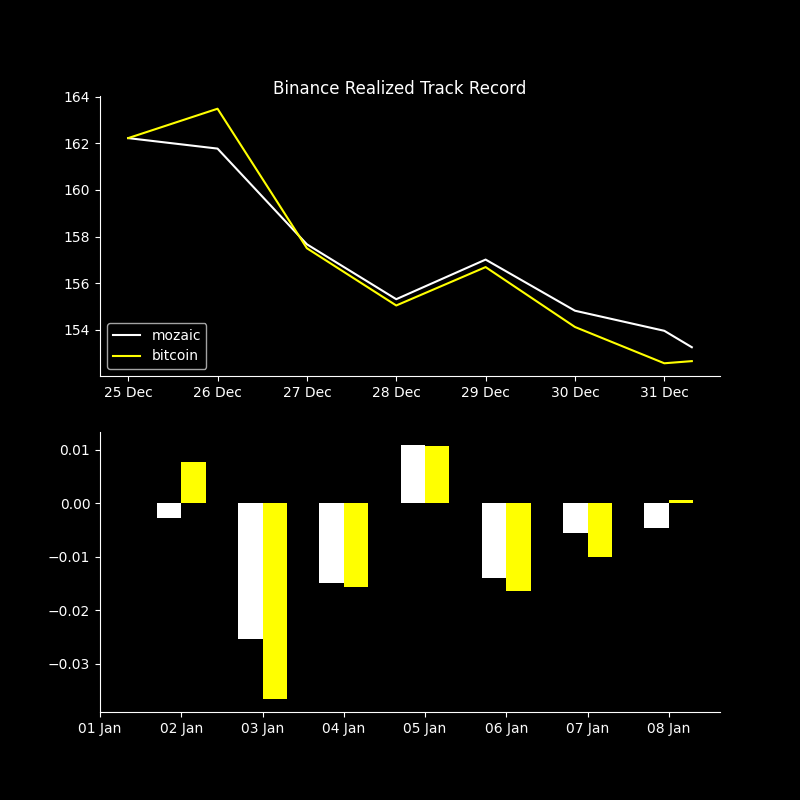 Binance Realized Track Record
164
162
160
158
156
154
mozaic
bitcoin
25 Dec 26 Dec 27 Dec 28 Dec 29 Dec 30 Dec 31 Dec
0.01
0.00
−0.01
−0.02
−0.03
01 Jan 02 Jan 03 Jan 04 Jan 05 Jan 06 Jan 07 Jan 08 Jan